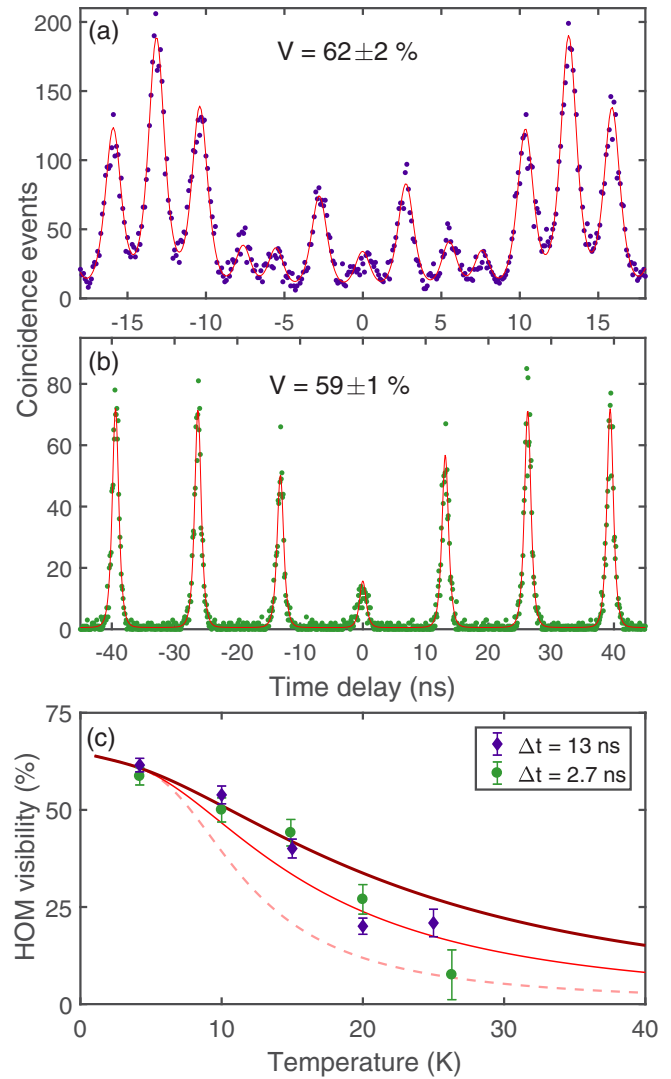 (a)
V = 62±2 %
200
150
100
50
0
-15 -10 -5 0 5 10 15
Coincidence events
(b)
V = 59±1 %
80
60
40
20
0
-40 -30 -20 -10 0 10 20 30 40
Time delay (ns)
(c)
Δt = 13 ns
Δt = 2.7 ns
75
50
25
0
HOM visibility (%)
0 10 20 30 40
Temperature (K)